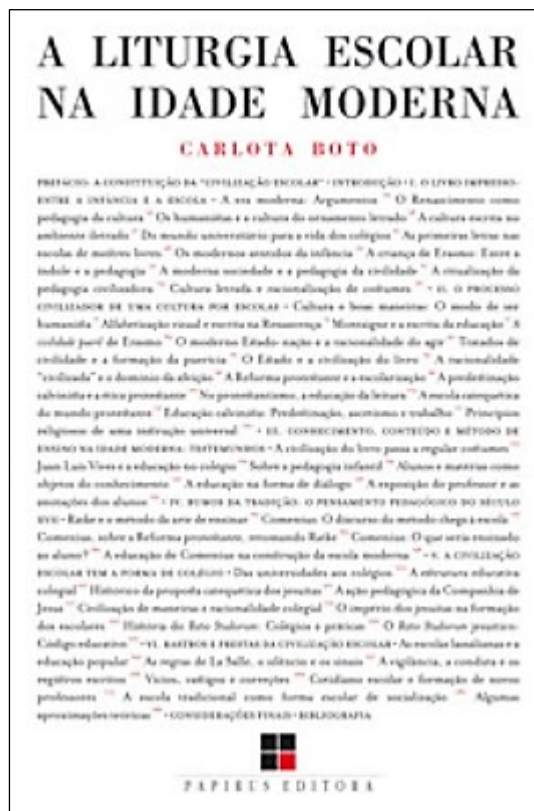 A LITURGIA ESCOLAR
NA IDADE MODERNA
CARLOTA BOTO
PREFÁCIO: A CONSTITUIÇÃO DA "CIVILIZAÇÃO ESCOLAR" • INTRODUÇÃO • I. O LIVRO IMPRESSO:
ENTRE A INFÂNCIA E A ESCOLA • A era moderna: Argumentos O Renascimento como
pedagogia da cultura Os humanistas e a cultura do ornamento letrado A cultura escrita no
ambiente iletrado Do mundo universitário para a vida dos colégios As primeiras letras nas
escolas de mestres livres Os modernos sentidos da infância A criança de Erasmo: Entre a
índole e a pedagogia A moderna sociedade e a pedagogia da civilidade A ritualização da
pedagogia civilizadora Cultura letrada e racionalização de costumes • II. O PROCESSO
CIVILIZADOR DE UMA CULTURA POR ESCOLAS • Cultura e boas maneiras: O modo de ser
humanista Alfabetização visual e escrita na Renascença Montaigne e a escrita da educação A
civilidade pueril de Erasmo O moderno Estado-nação e a racionalidade do agir Tratados de
civilidade e a formação da puerícia O Estado e a civilização do livro A racionalidade
"civilizada" e o domínio da afeição A Reforma protestante e a escolarização A predestinação
calvinista e a ética protestante No protestantismo, a educação da leitura A escola catequética
do mundo protestante Educação calvinista: Predestinação, ascetismo e trabalho Princípios
religiosos de uma instrução universal • III. CONHECIMENTO, CONTEÚDO E MÉTODO DE
ENSINO NA IDADE MODERNA: TESTEMUNHOS • A civilização do livro passa a regular costumes
Juan Luis Vives e a educação no colégio Sobre a pedagogia infantil Alunos e matérias como
objetos do conhecimento A educação na forma de diálogo A exposição do professor e as
anotações dos alunos • IV. RUMOS DA TRADIÇÃO: O PENSAMENTO PEDAGÓGICO DO SÉCULO
XVII • Ratke e o método da arte de ensinar Comenius: O discurso do método chega à escola
Comenius, sobre a Reforma protestante, retomando Ratke Comenius: O que seria ensinado
ao aluno? A educação de Comenius na construção da escola moderna • V. A CIVILIZAÇÃO
ESCOLAR TEM A FORMA DE COLÉGIO • Das universidades aos colégios A estrutura educativa
colegial Histórico da proposta catequética dos jesuítas A ação pedagógica da Companhia de
Jesus Civilização de maneiras e racionalidade colegial O império dos jesuítas na formação
dos escolares História do Ratio Studiorum: Colégios e práticas O Ratio Studiorum jesuítico:
Código educativo • VI. RASTROS E FRESTAS DA CIVILIZAÇÃO ESCOLAR • As escolas lassalianas e a
educação popular As regras de La Salle, o silêncio e os sinais A vigilância, a conduta e os
registros escritos Vícios, castigos e correções Cotidiano escolar e formação de novos
professores A escola tradicional como forma escolar de socialização Algumas
aproximações teóricas • CONSIDERAÇÕES FINAIS • BIBLIOGRAFIA
PAPIRUS EDITORA